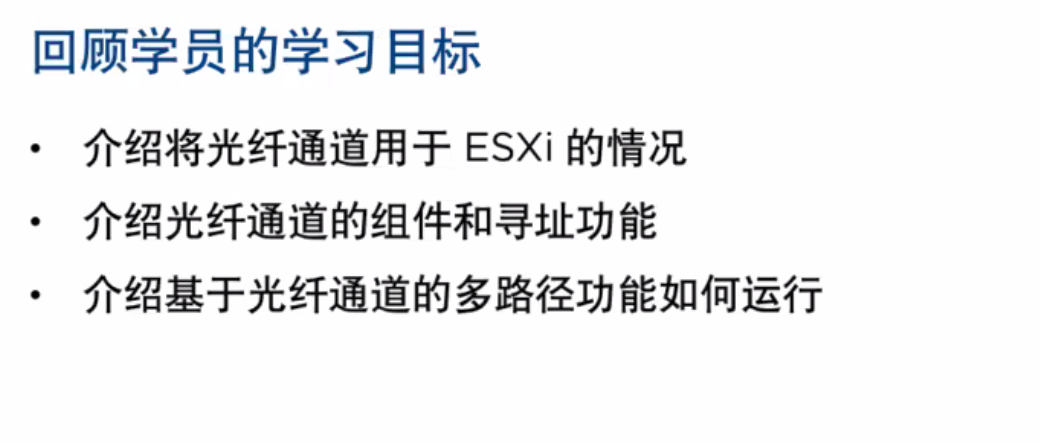 回顾学员的学习目标
• 介绍将光纤通道用于 ESXi 的情况
• 介绍光纤通道的组件和寻址功能
• 介绍基于光纤通道的多路径功能如何运行